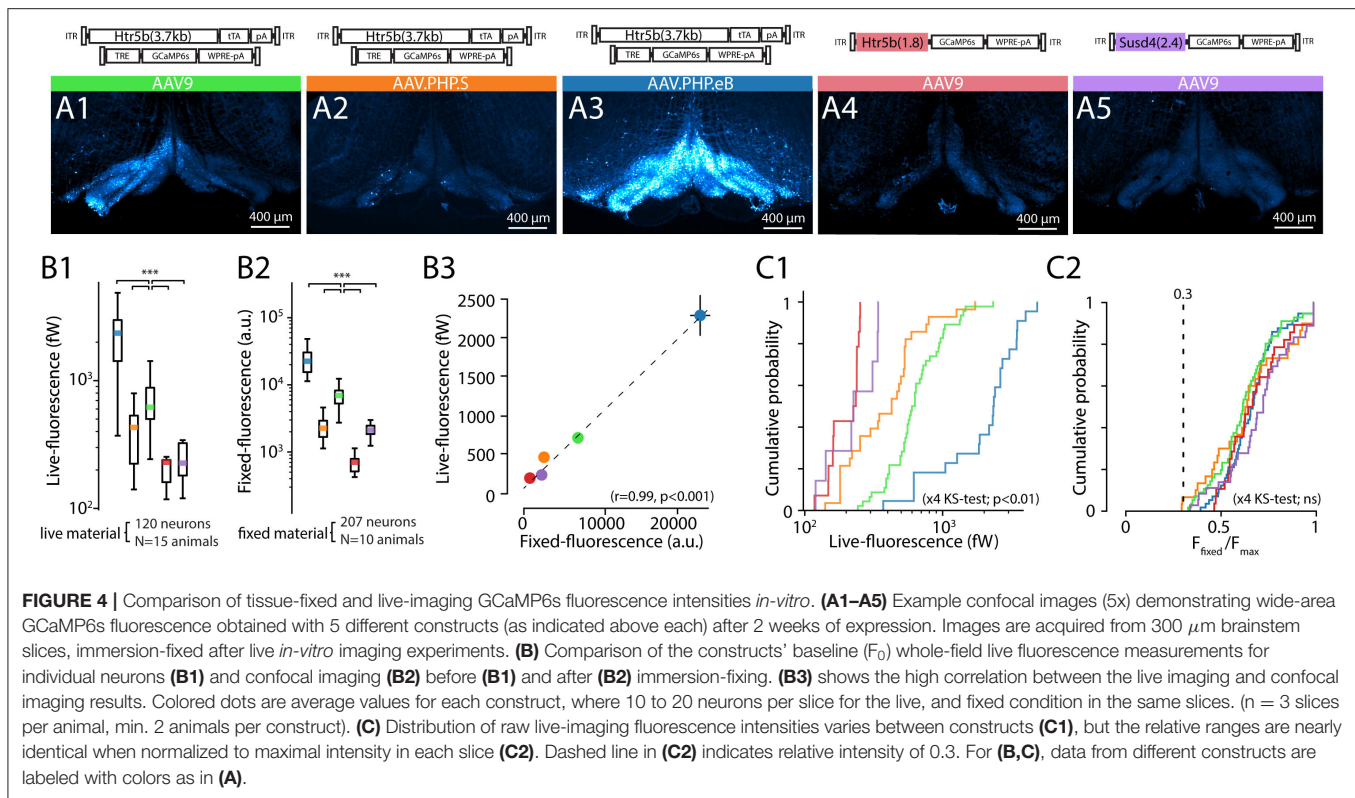 ITR Htr5b(3.7kb) tTA pA ITR
TRE GCaMP6s WPRE-pA
ITR Htr5b(3.7kb) tTA pA ITR
TRE GCaMP6s WPRE-pA
ITR Htr5b(3.7kb) tTA pA ITR
TRE GCaMP6s WPRE-pA
ITR Htr5b(1.8) GCaMP6s WPRE-pA ITR
ITR Susd4(2.4) GCaMP6s WPRE-pA ITR
AAV9
AAV.PHP.S
AAV.PHP.eB
AAV9
AAV9
A1
400 µm
A2
400 µm
A3
400 µm
A4
400 µm
A5
400 µm
B1
***
Live-fluorescence (fW)
10³
10²
live material { 120 neurons
N=15 animals
B2
***
Fixed-fluorescence (a.u.)
10⁵
10⁴
10³
fixed material { 207 neurons
N=10 animals
B3
Live-fluorescence (fW)
2500
2000
1500
1000
500
0
(r=0.99, p<0.001)
0 10000 20000
Fixed-fluorescence (a.u.)
C1
Cumulative probability
1
0
(x4 KS-test; p<0.01)
10² 10³
Live-fluorescence (fW)
C2
0.3
Cumulative probability
1
0
(x4 KS-test; ns)
0 0.5 1
F fixed/F max
FIGURE 4 | Comparison of tissue-fixed and live-imaging GCaMP6s fluorescence intensities in-vitro. (A1–A5) Example confocal images (5x) demonstrating wide-area
GCaMP6s fluorescence obtained with 5 different constructs (as indicated above each) after 2 weeks of expression. Images are acquired from 300 µm brainstem
slices, immersion-fixed after live in-vitro imaging experiments. (B) Comparison of the constructs' baseline (F₀) whole-field live fluorescence measurements for
individual neurons (B1) and confocal imaging (B2) before (B1) and after (B2) immersion-fixing. (B3) shows the high correlation between the live imaging and confocal
imaging results. Colored dots are average values for each construct, where 10 to 20 neurons per slice for the live, and fixed condition in the same slices. (n = 3 slices
per animal, min. 2 animals per construct). (C) Distribution of raw live-imaging fluorescence intensities varies between constructs (C1), but the relative ranges are nearly
identical when normalized to maximal intensity in each slice (C2). Dashed line in (C2) indicates relative intensity of 0.3. For (B,C), data from different constructs are
labeled with colors as in (A).